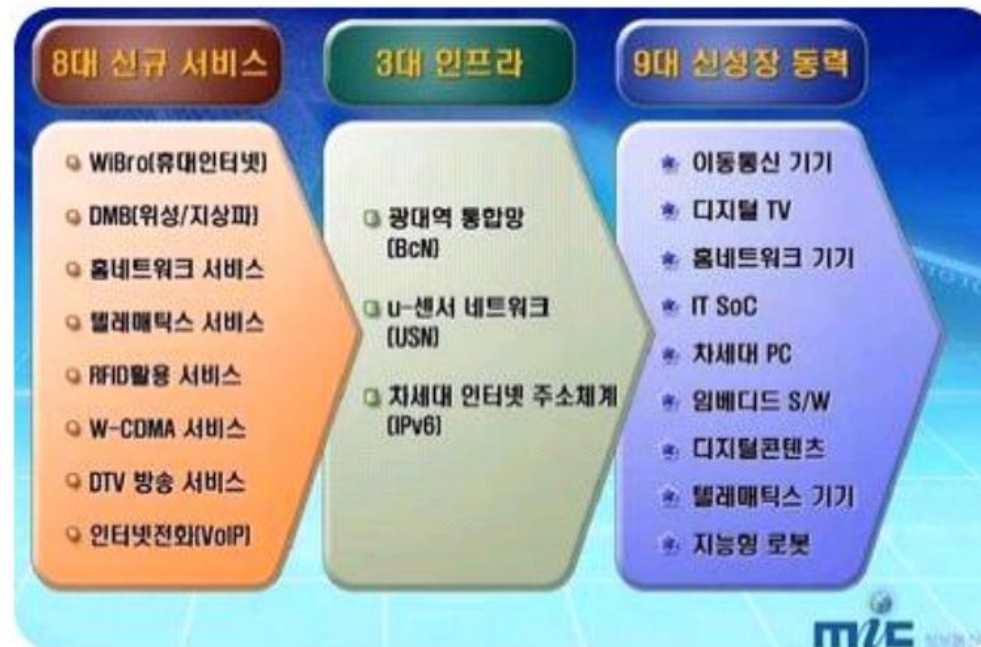 8대 신규 서비스
WiBro(휴대인터넷)
DMB(위성/지상파)
홈네트워크 서비스
텔레매틱스 서비스
RFID활용 서비스
W-CDMA 서비스
DTV 방송 서비스
인터넷전화(VoIP)
3대 인프라
광대역 통합망
(BcN)
u-센서 네트워크
(USN)
차세대 인터넷 주소체계
(IPv6)
9대 신성장 동력
이동통신 기기
디지털 TV
홈네트워크 기기
IT SoC
차세대 PC
임베디드 S/W
디지털콘텐츠
텔레매틱스 기기
지능형 로봇
MIC